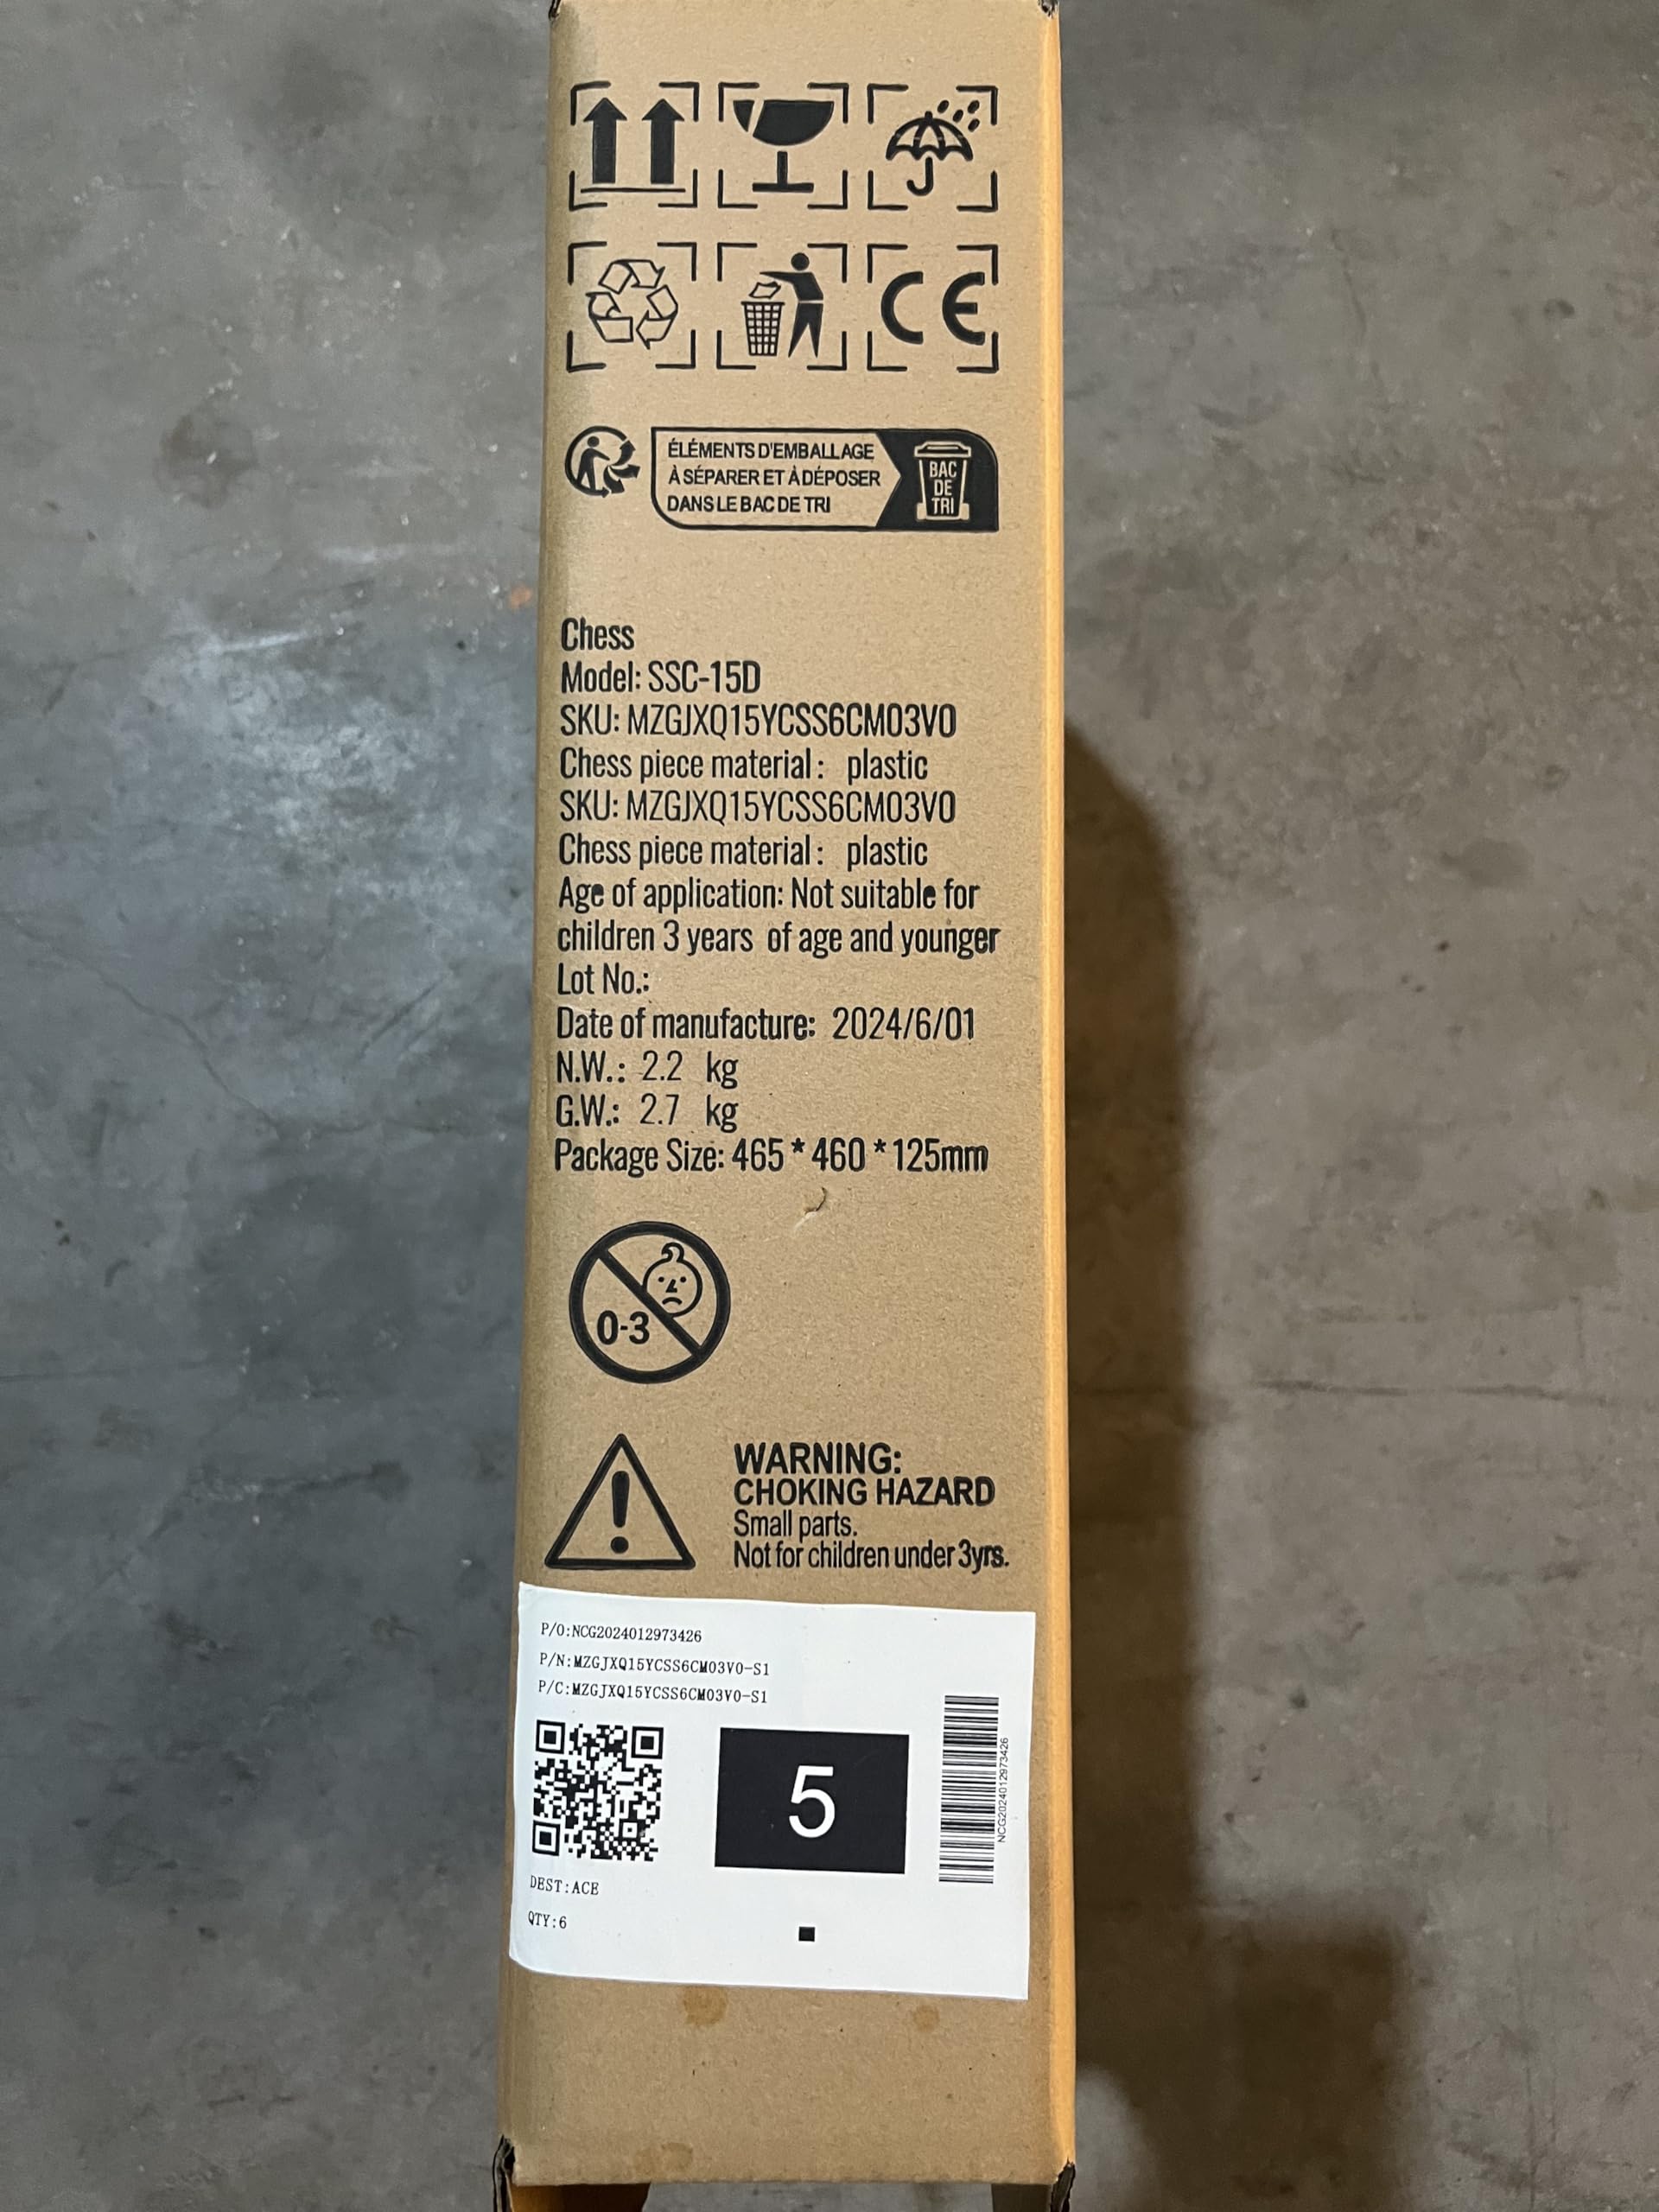 CE
ÉLÉMENTS D'EMBALLAGE
À SÉPARER ET À DÉPOSER
DANS LE BAC DE TRI
BAC
DE
TRI
Chess
Model: SSC-15D
SKU: MZGJXQ15YCSS6CM03V0
Chess piece material: plastic
SKU: MZGJXQ15YCSS6CM03V0
Chess piece material: plastic
Age of application: Not suitable for
children 3 years of age and younger
Lot No.:
Date of manufacture: 2024/6/01
N.W.: 2.2 kg
G.W.: 2.7 kg
Package Size: 465*460*125mm
0-3
WARNING:
CHOKING HAZARD
Small parts.
Not for children under 3yrs.
P/O:NCG2024012973426
P/N:MZGJXQ15YCSS6CM03V0-S1
P/C:MZGJXQ15YCSS6CM03V0-S1
5
NCG2024012973426
DEST:ACE
QTY:6